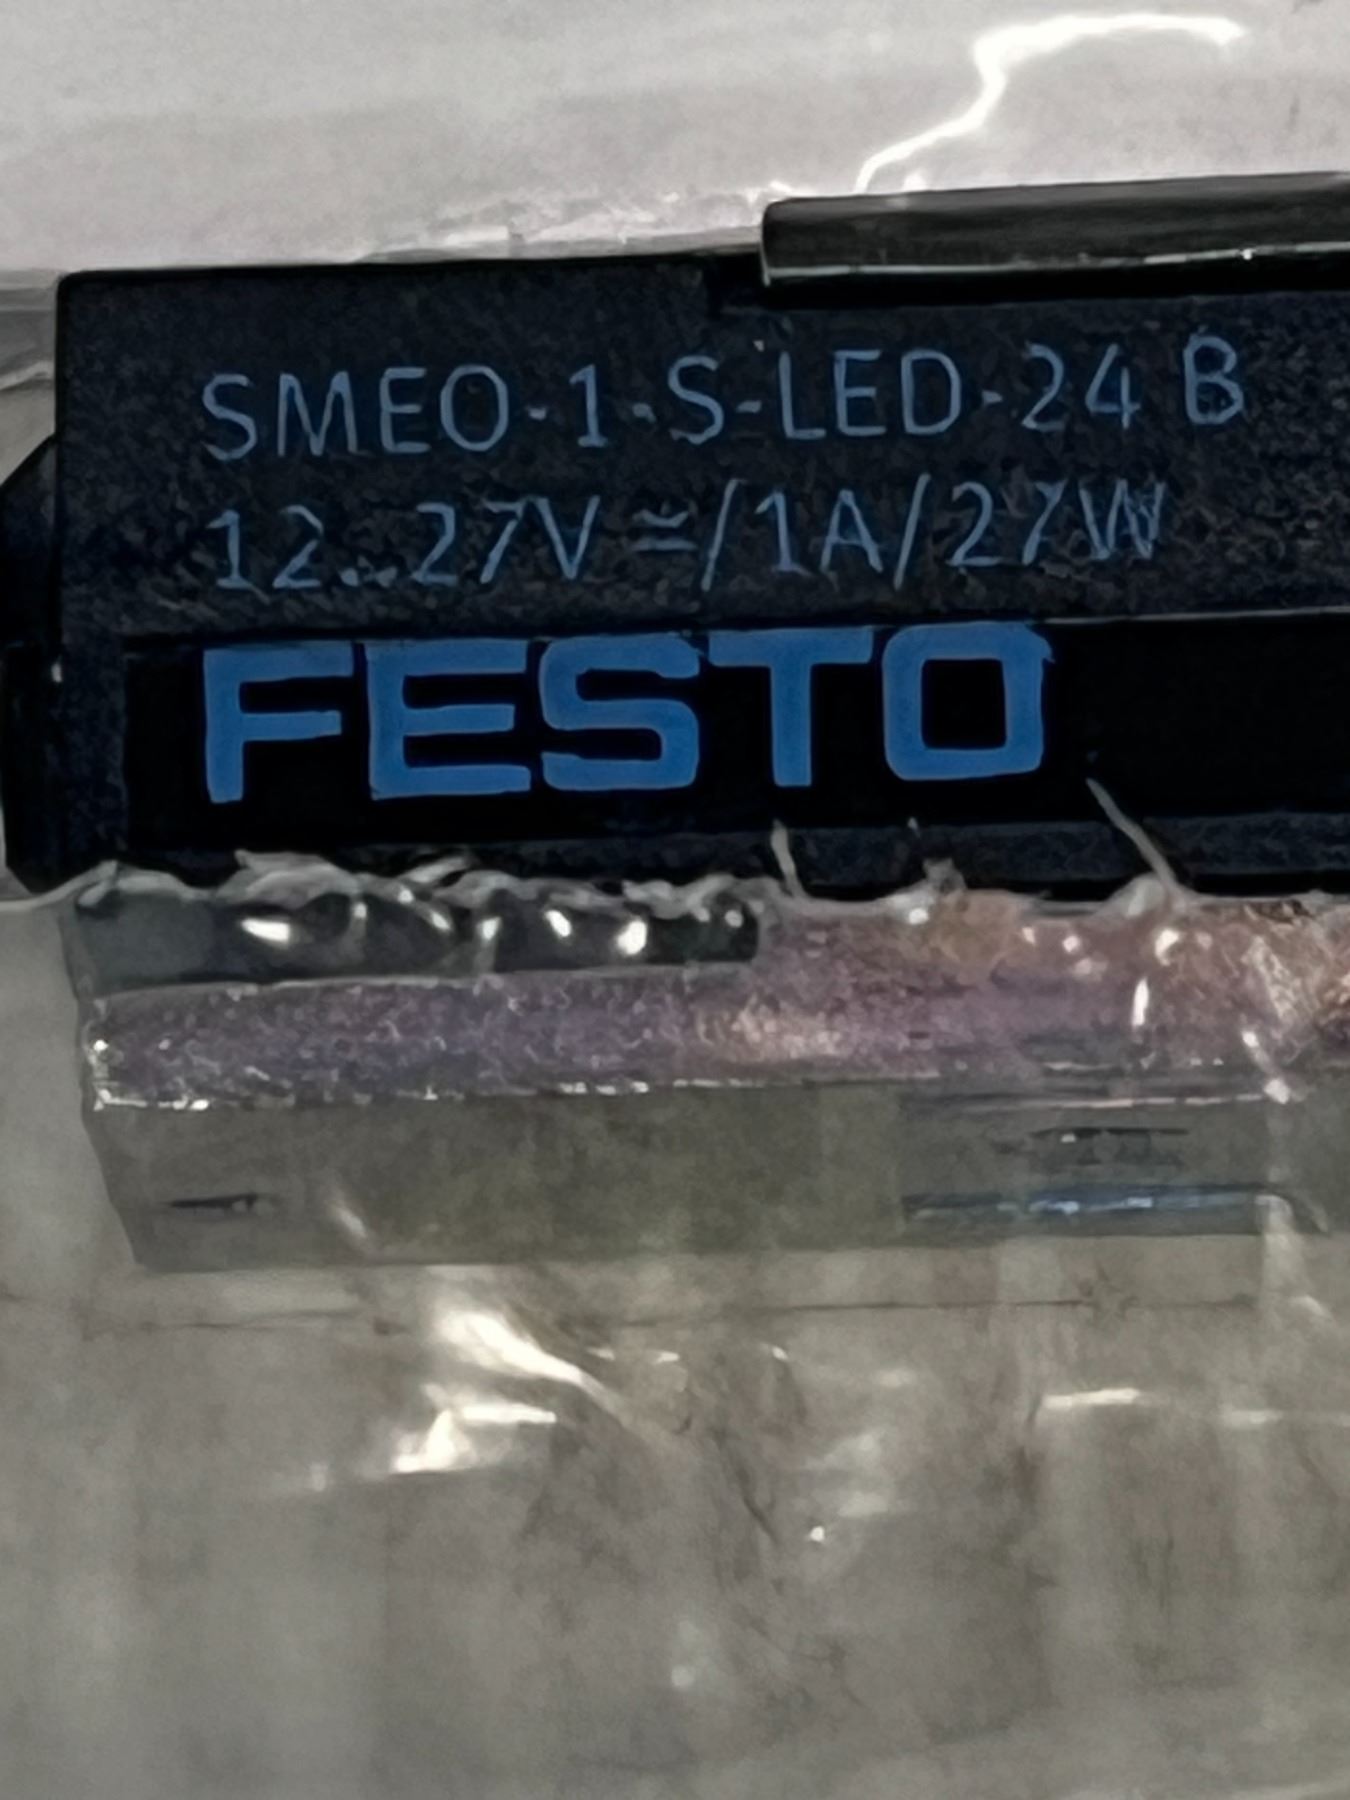 SMEO-1-S-LED-24 B
12...27V ≂/1A/27W
FESTO